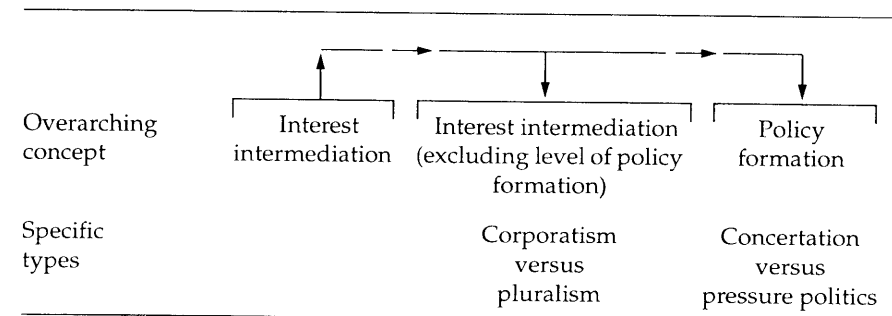 Overarching
concept
Interest
intermediation
Interest intermediation
(excluding level of policy
formation)
Policy
formation
Specific
types
Corporatism
versus
pluralism
Concertation
versus
pressure politics